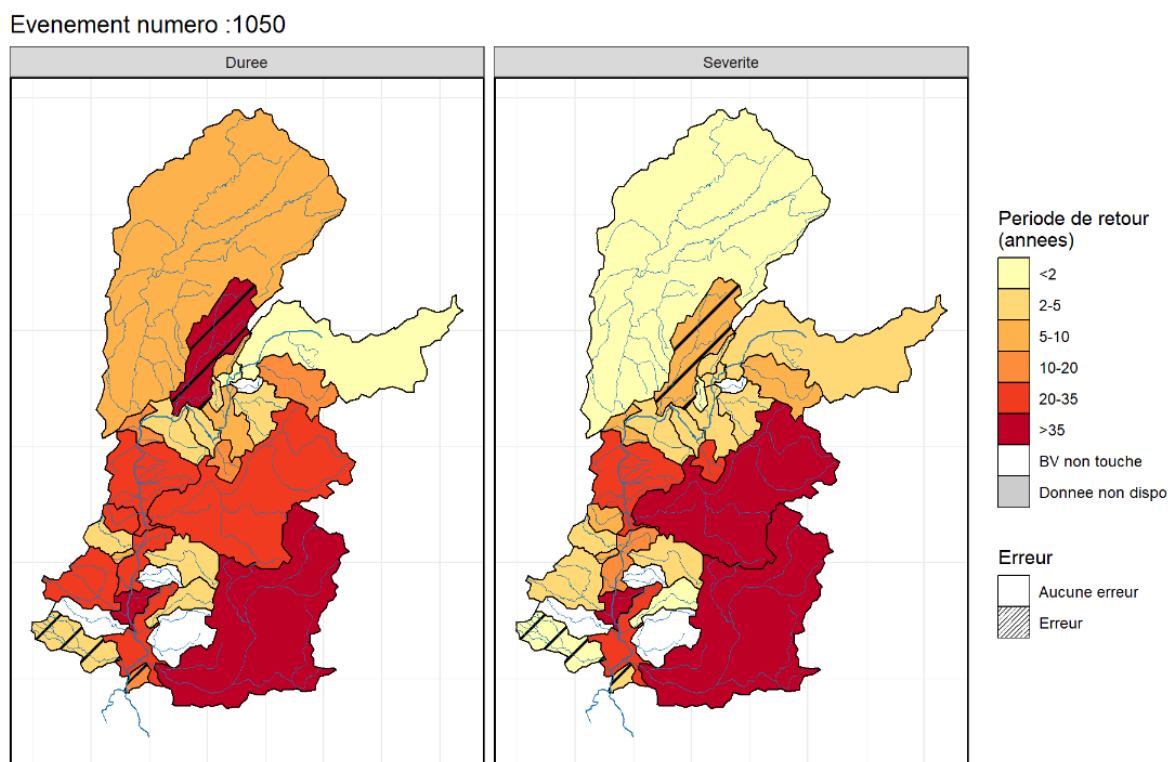 Evenement numero :1050
Duree
Severite
Periode de retour
(annees)
<2
2-5
5-10
10-20
20-35
>35
BV non touche
Donnee non dispo
Erreur
Aucune erreur
Erreur